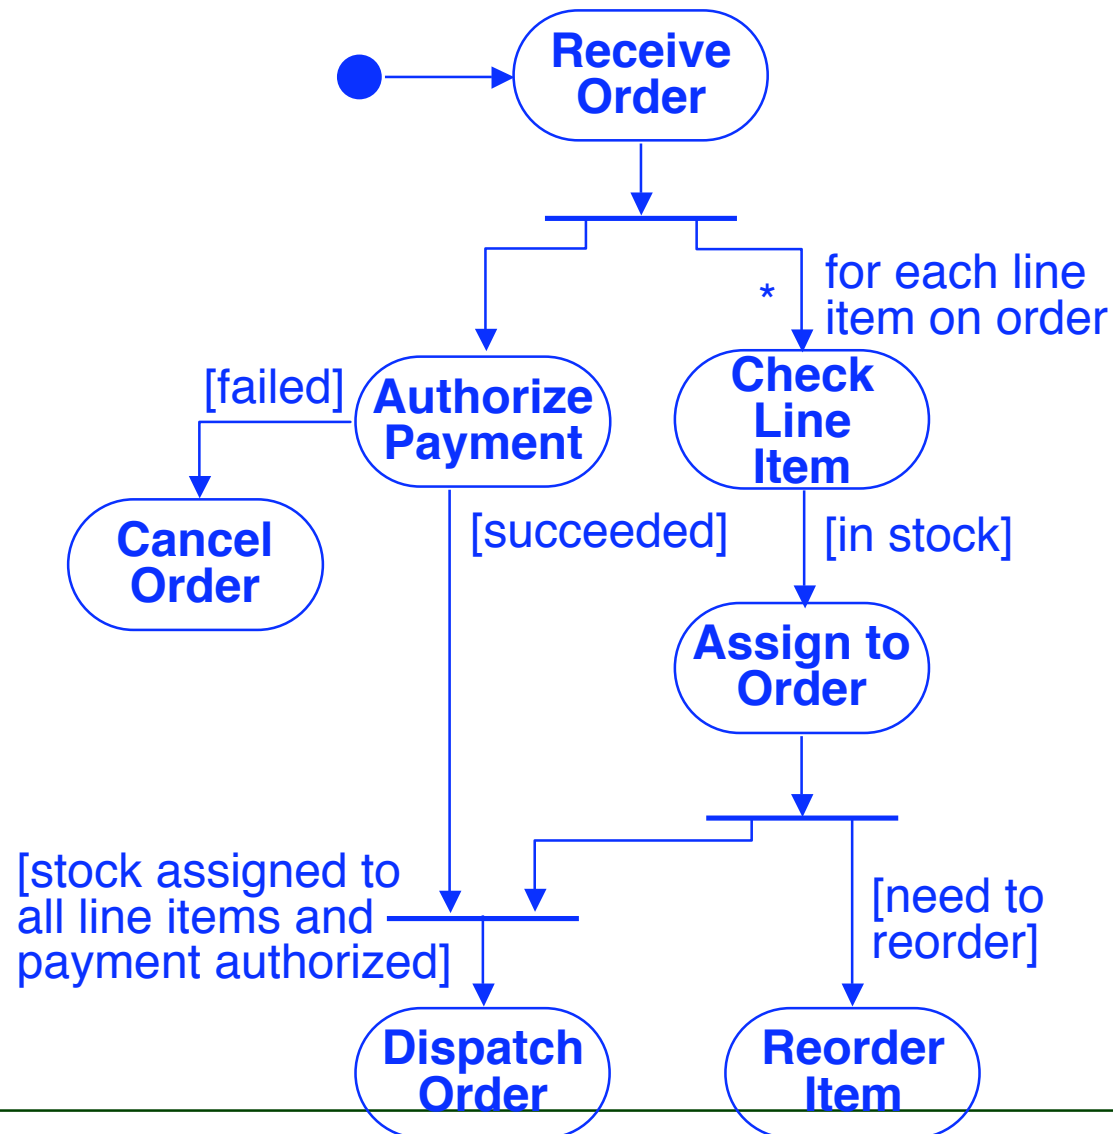 Receive
Order
*
for each line
item on order
[failed]
Authorize
Payment
Check
Line
Item
Cancel
Order
[succeeded]
[in stock]
Assign to
Order
[stock assigned to
all line items and
payment authorized]
[need to
reorder]
Dispatch
Order
Reorder
Item